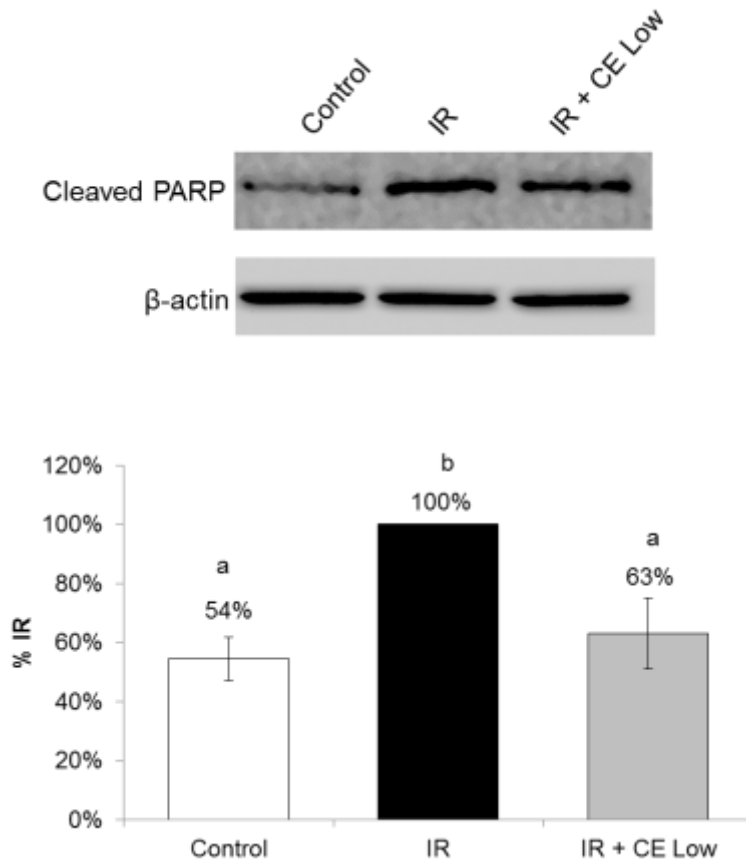 Control
IR
IR + CE Low
Cleaved PARP
β-actin
120%
100%
80%
60%
40%
20%
0%
% IR
a
54%
b
100%
a
63%
Control
IR
IR + CE Low